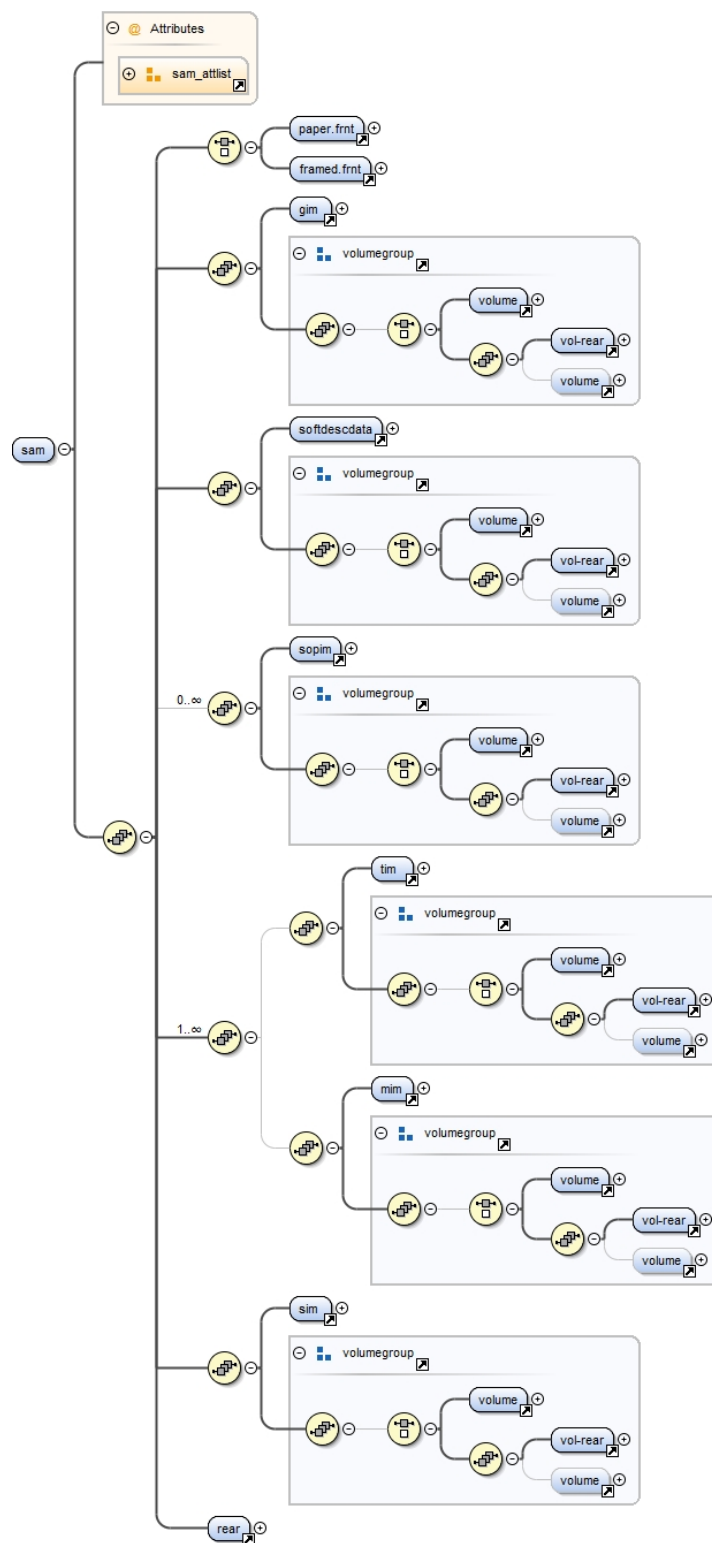 @ Attributes
sam_attlist
paper.frnt
framed.frnt
gim
volumegroup
volume
vol-rear
volume
softdescdata
volumegroup
volume
vol-rear
volume
sam
sopim
0..∞
volumegroup
volume
vol-rear
volume
tim
volumegroup
volume
vol-rear
volume
1..∞
mim
volumegroup
volume
vol-rear
volume
sim
volumegroup
volume
vol-rear
volume
rear